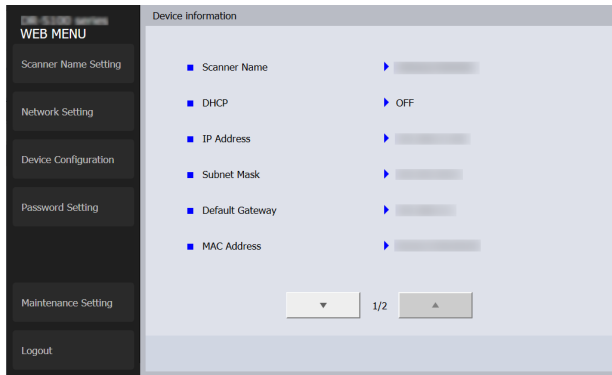 WEB MENU
Device information
Scanner Name Setting
Network Setting
Device Configuration
Password Setting
Maintenance Setting
Logout
Scanner Name
DHCP OFF
IP Address
Subnet Mask
Default Gateway
MAC Address
1/2